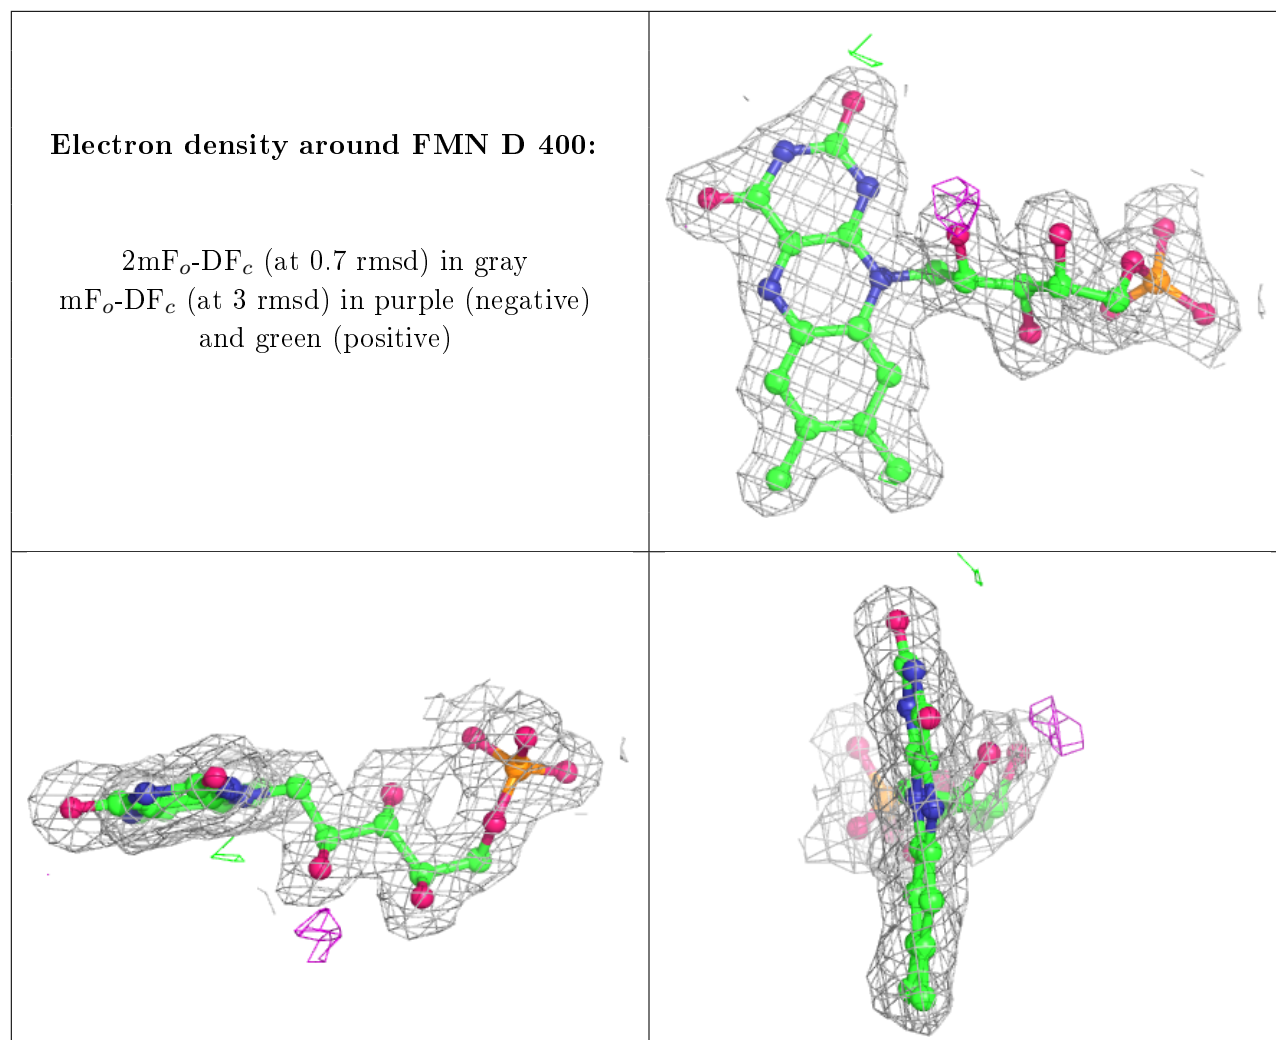 Electron density around FMN D 400:
2mFo-DFc (at 0.7 rmsd) in gray
mFo-DFc (at 3 rmsd) in purple (negative)
and green (positive)